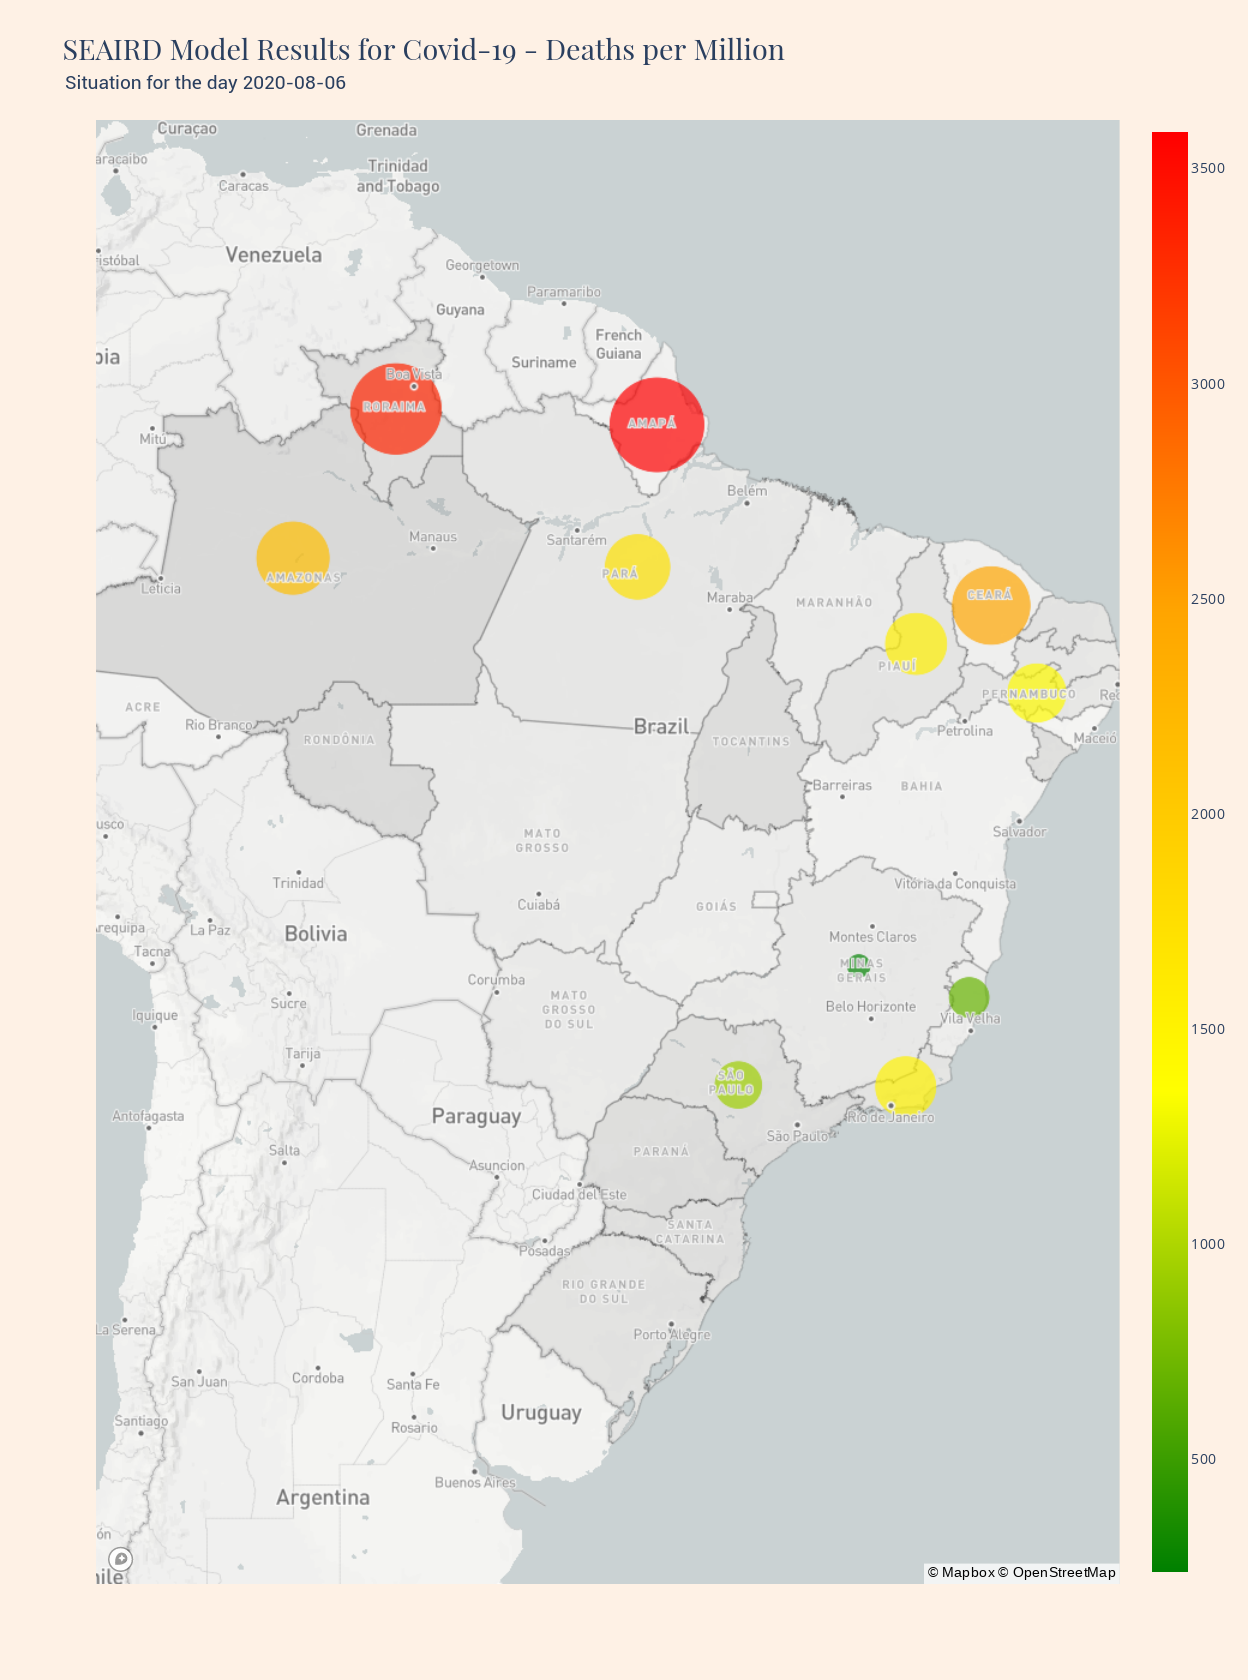 SEAIRD Model Results for Covid-19 - Deaths per Million
Situation for the day 2020-08-06
Curaçao
Grenada
aracaibo
Trinidad
and Tobago
Caracas
3500
Venezuela
istóbal
Georgetown
Paramaribo
Guyana
French
Guiana
bia
Suriname
Boa Vista
3000
RORAIMA
AMAPÁ
Mitú
Belém
Manaus
Santarém
AMAZONAS
PARÁ
Leticia
Maraba
MARANHÃO
CEARÁ
2500
PIAUÍ
PERNAMBUCO
Rec
ACRE
Rio Branco
RONDÔNIA
Brazil
TOCANTINS
Petrolina
Maceió
Barreiras
BAHIA
2000
usco
MATO
GROSSO
Salvador
Trinidad
Vitória da Conquista
Cuiabá
GOIÁS
Arequipa
La Paz
Bolivia
Montes Claros
Tacna
MINAS
GERAIS
Corumba
MATO
GROSSO
DO SUL
Sucre
Belo Horizonte
Iquique
Vila Velha
1500
Tarija
SÃO
PAULO
Antofagasta
Paraguay
Rio de Janeiro
São Paulo
Salta
PARANÁ
Asuncion
Ciudad del Este
SANTA
CATARINA
Posadas
1000
RIO GRANDE
DO SUL
La Serena
Porto Alegre
San Juan
Cordoba
Santa Fe
Santiago
Rosario
Uruguay
500
Buenos Aires
Argentina
ón
hile
© Mapbox © OpenStreetMap